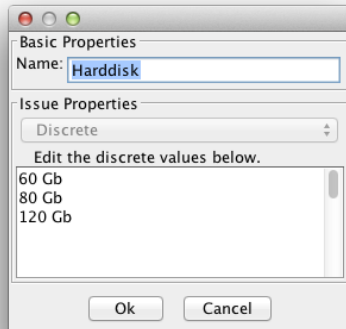 Basic Properties
Name: Harddisk
Issue Properties
Discrete
Edit the discrete values below.
60 Gb
80 Gb
120 Gb
Ok Cancel